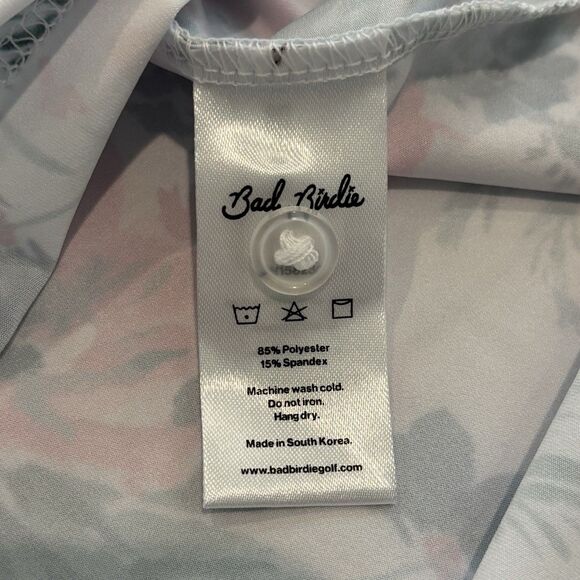 Bad Birdie
85% Polyester
15% Spandex
Machine wash cold.
Do not iron.
Hang dry.
Made in South Korea.
www.badbirdiegolf.com